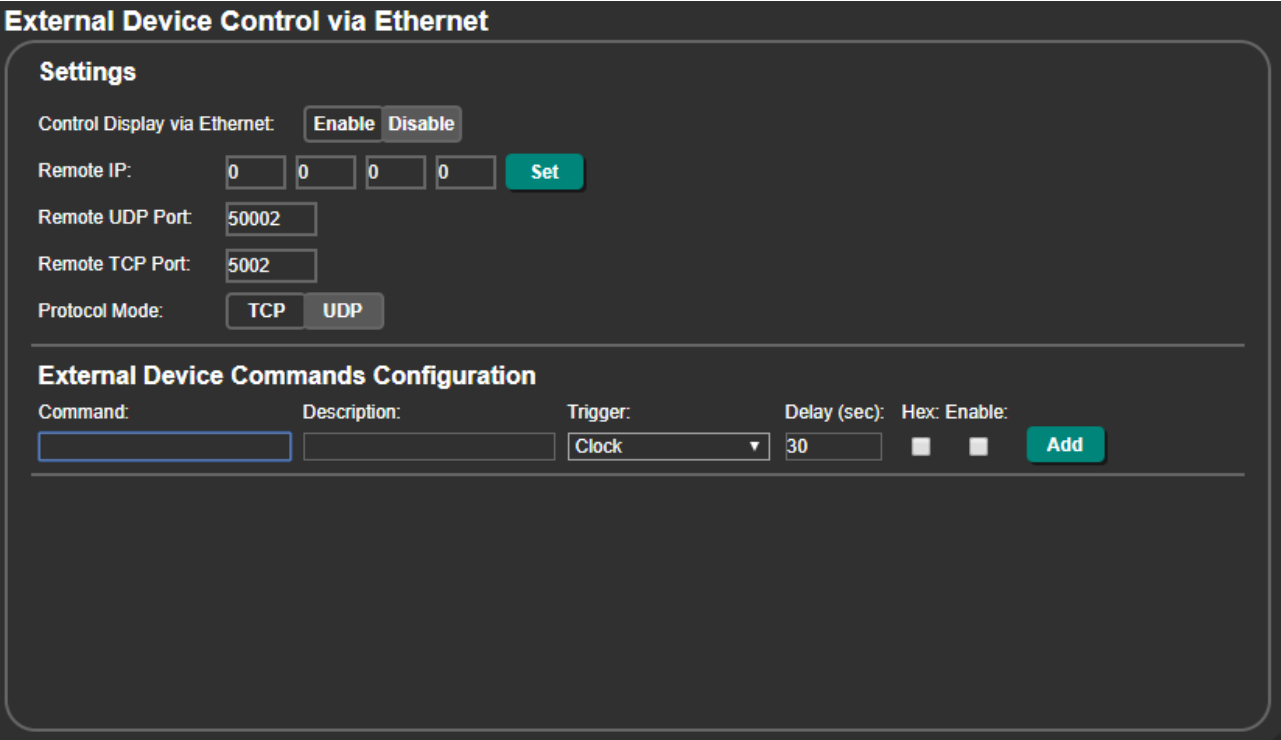 External Device Control via Ethernet
Settings
Control Display via Ethernet: Enable Disable
Remote IP: 0 0 0 0 Set
Remote UDP Port: 50002
Remote TCP Port: 5002
Protocol Mode: TCP UDP
External Device Commands Configuration
Command: Description: Trigger: Delay (sec): Hex: Enable:
Clock 30 Add